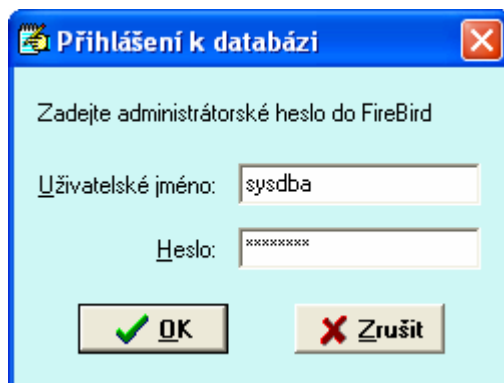 Přihlášení k databázi
Zadejte administrátorské heslo do FireBird
Uživatelské jméno: sysdba
Heslo: ********
OK Zrušit